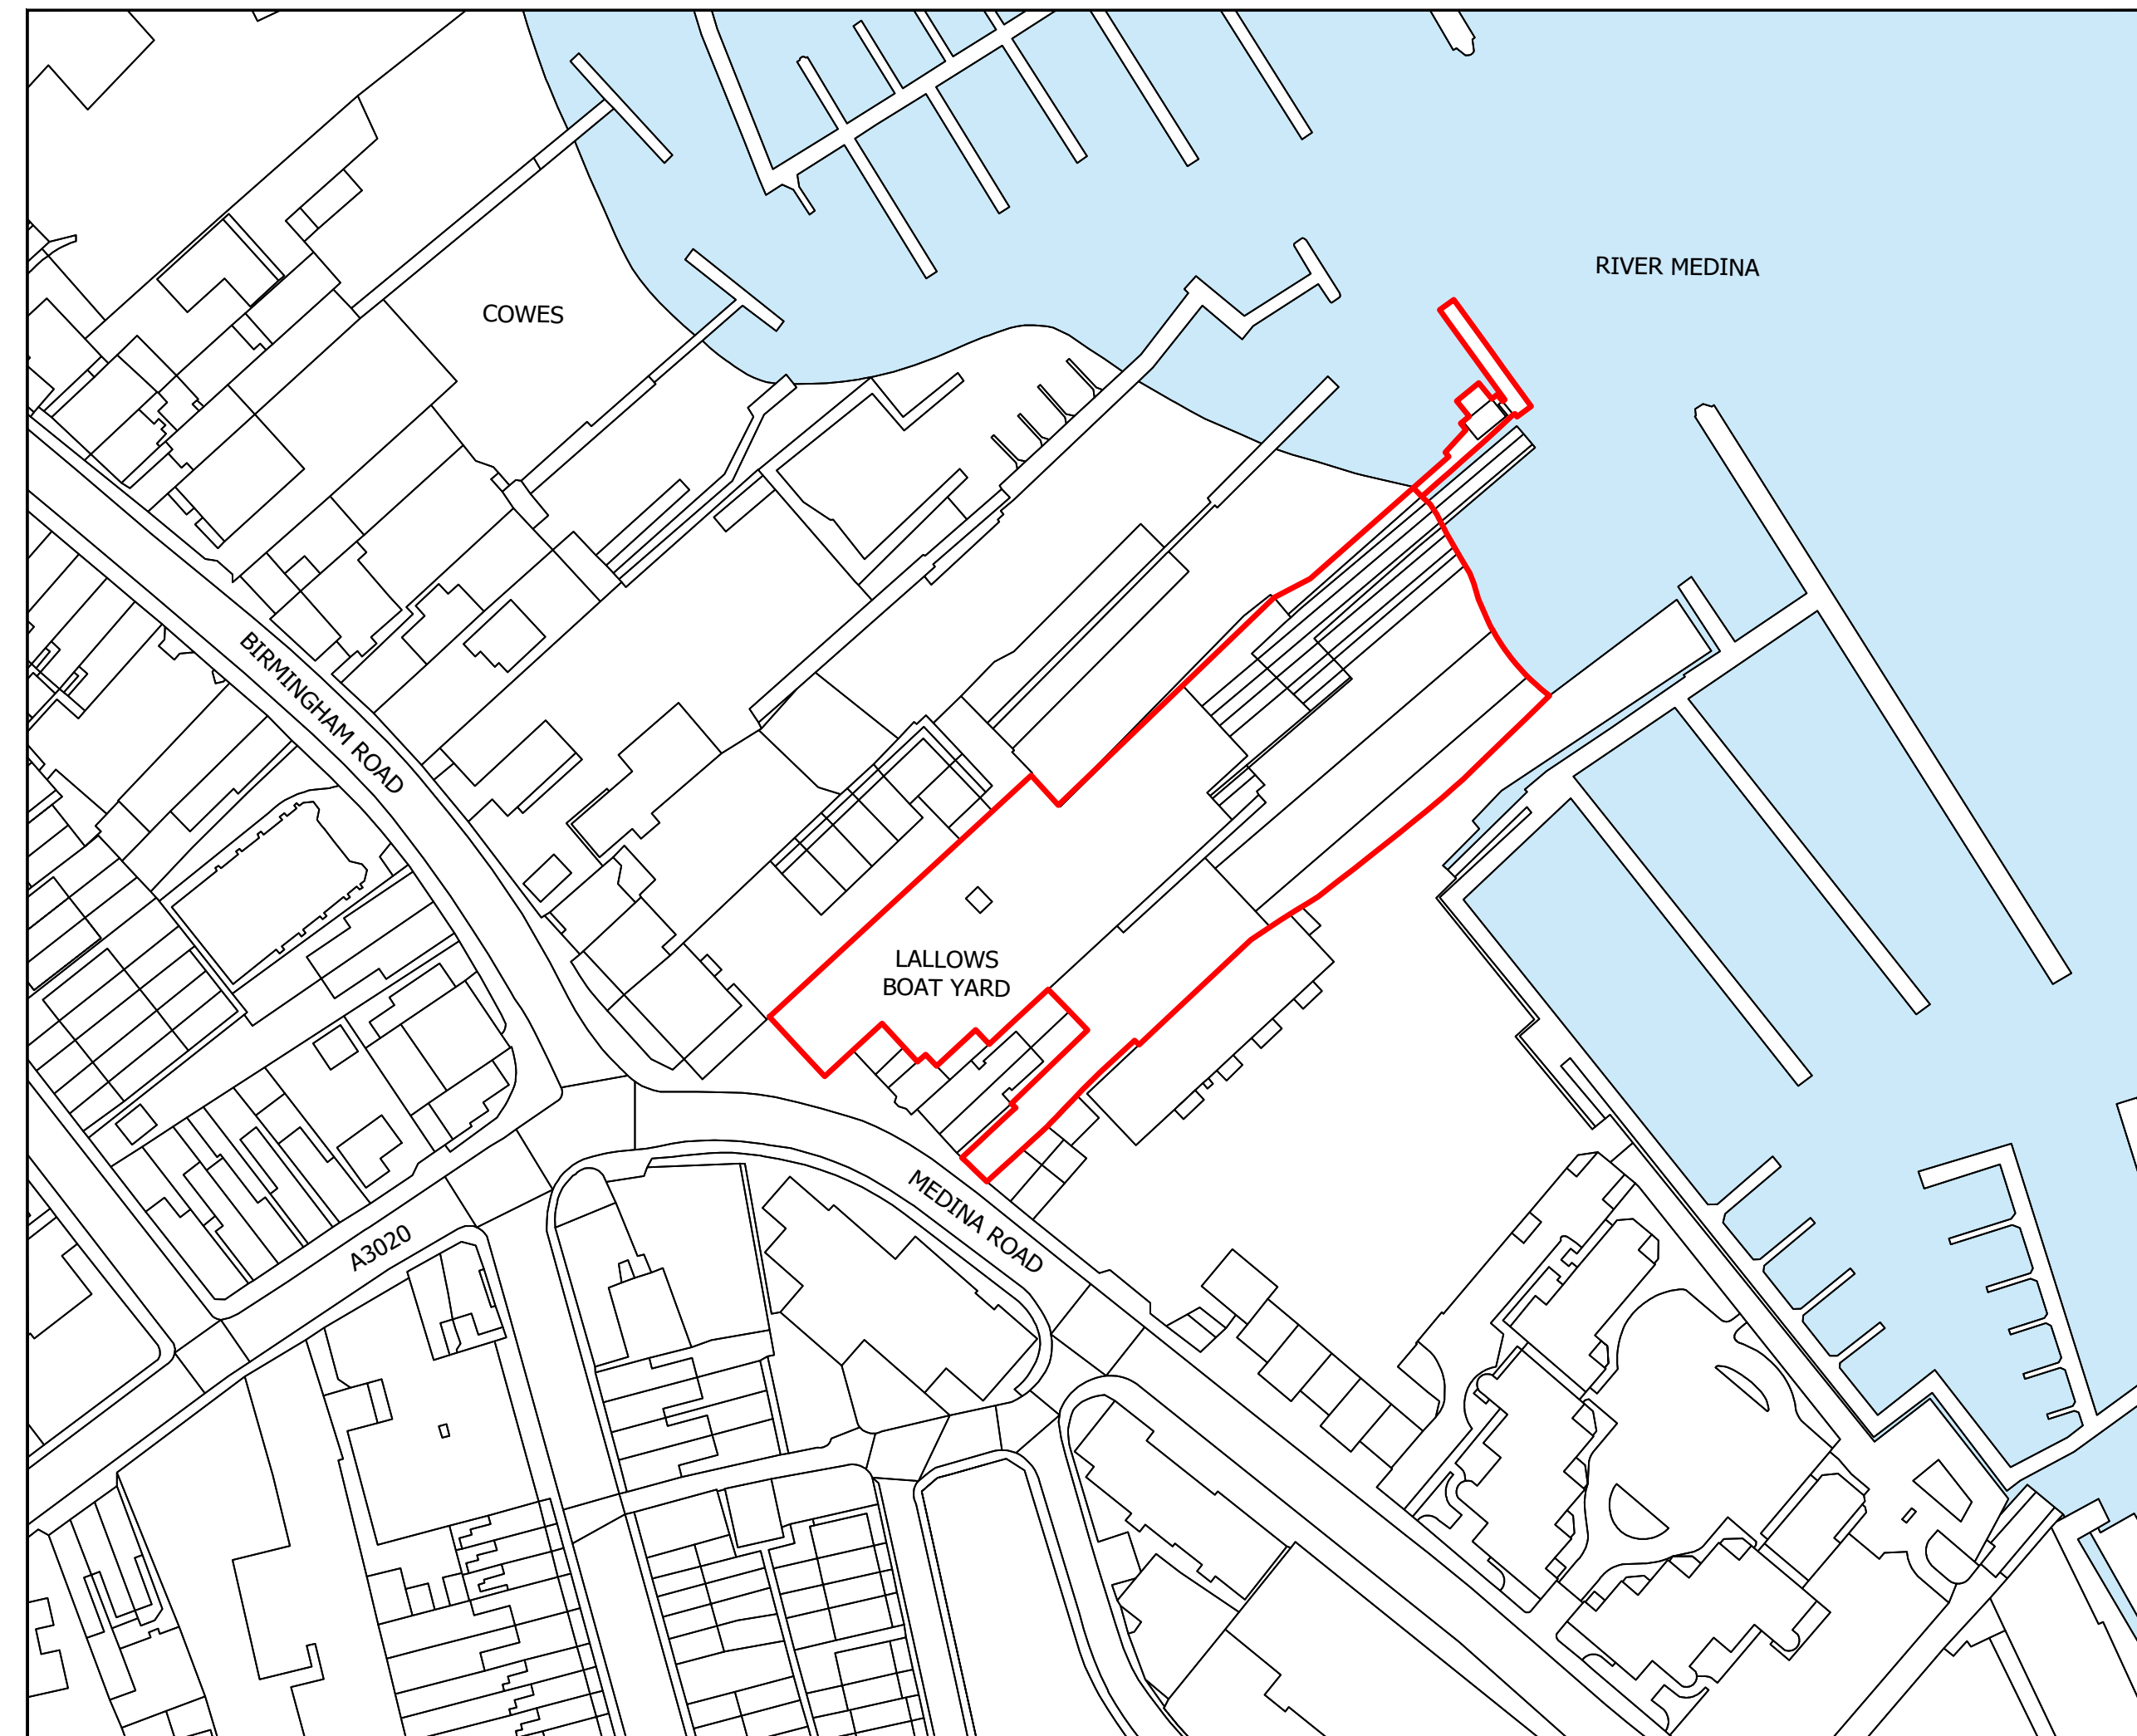 RIVER MEDINA
COWES
BIRMINGHAM ROAD
LALLOWS
BOAT YARD
MEDINA ROAD
A3020